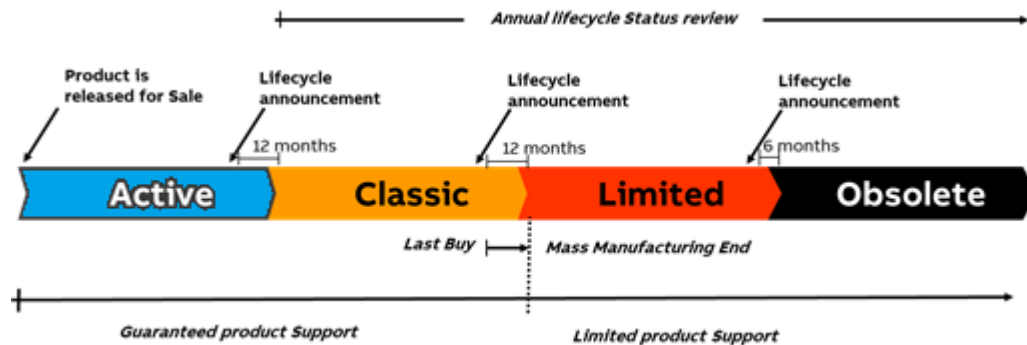 Annual lifecycle Status review
Product is
released for Sale
Lifecycle
announcement
Lifecycle
announcement
Lifecycle
announcement
12 months
12 months
6 months
Active
Classic
Limited
Obsolete
Last Buy
Mass Manufacturing End
Guaranteed product Support
Limited product Support